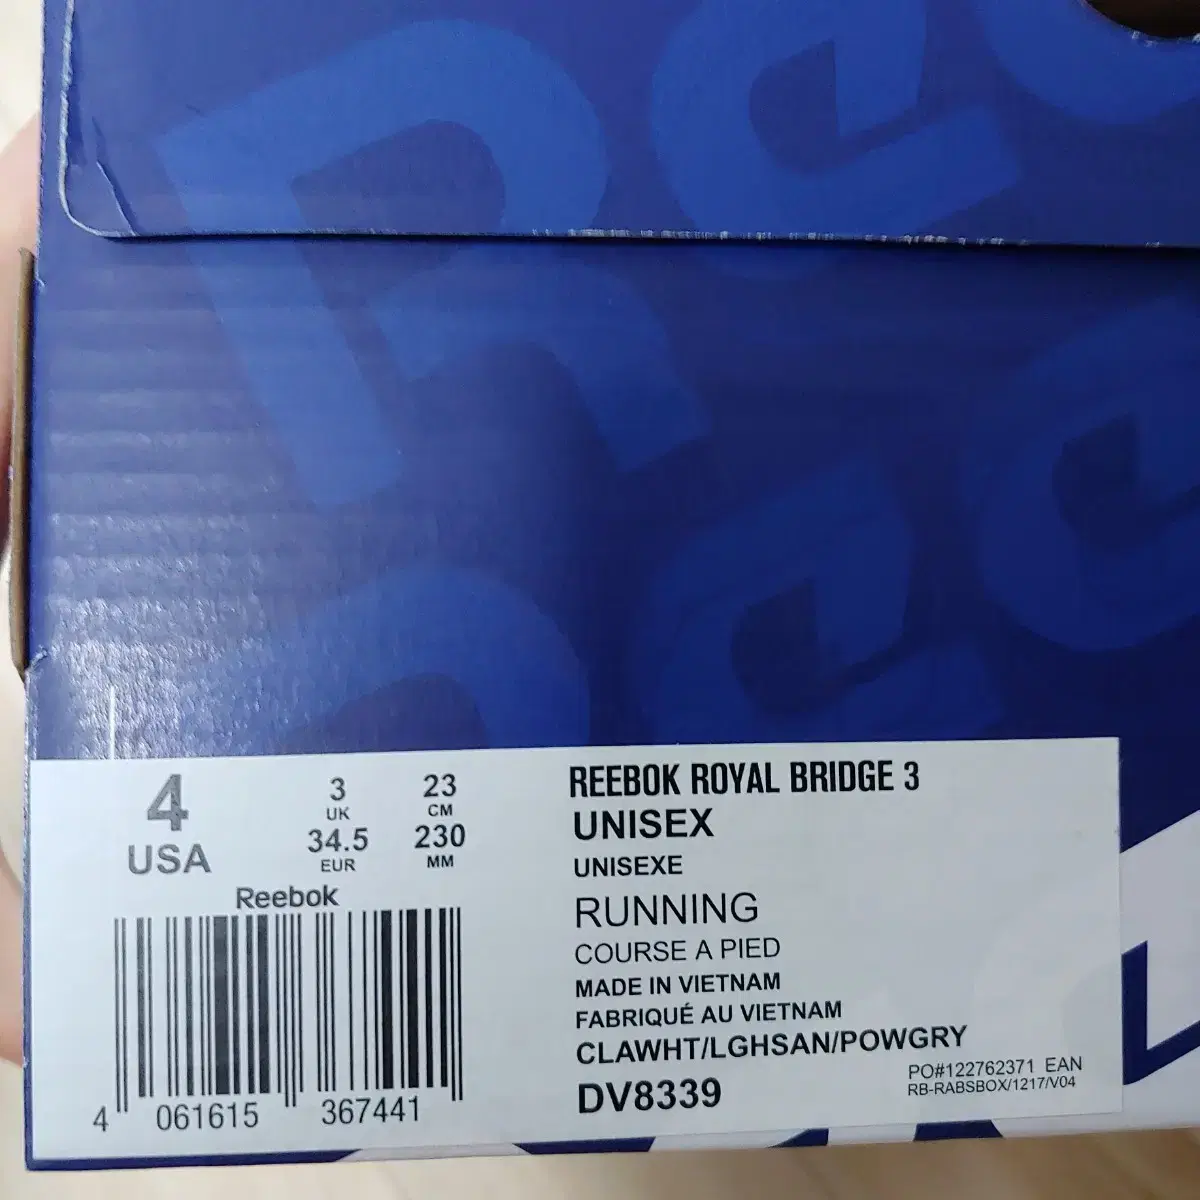 4
USA
3
UK
34.5
EUR
23
CM
230
MM
Reebok
4 061615 367441
REEBOK ROYAL BRIDGE 3
UNISEX
UNISEXE
RUNNING
COURSE A PIED
MADE IN VIETNAM
FABRIQUÉ AU VIETNAM
CLAWHT/LGHSAN/POWGRY
DV8339
PO#122762371 EAN
RB-RABSBOX/1217/V04